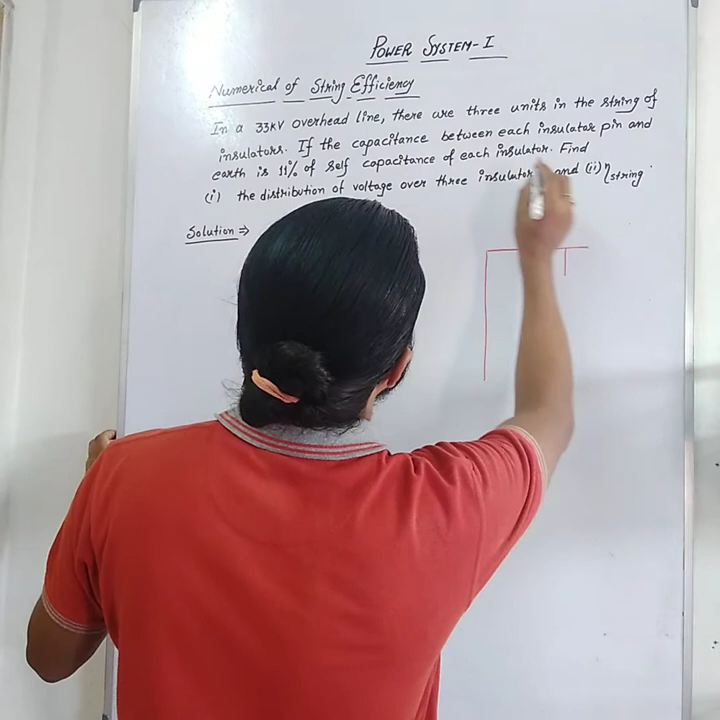 POWER SYSTEM-I
Numerical of String Efficiency
In a 33kV overhead line, there are three units in the string of
insulators. If the capacitance between each insulator pin and
earth is 11% of self capacitance of each insulator. Find
(i) the distribution of voltage over three insulator and (ii) η string.
Solution ⇒